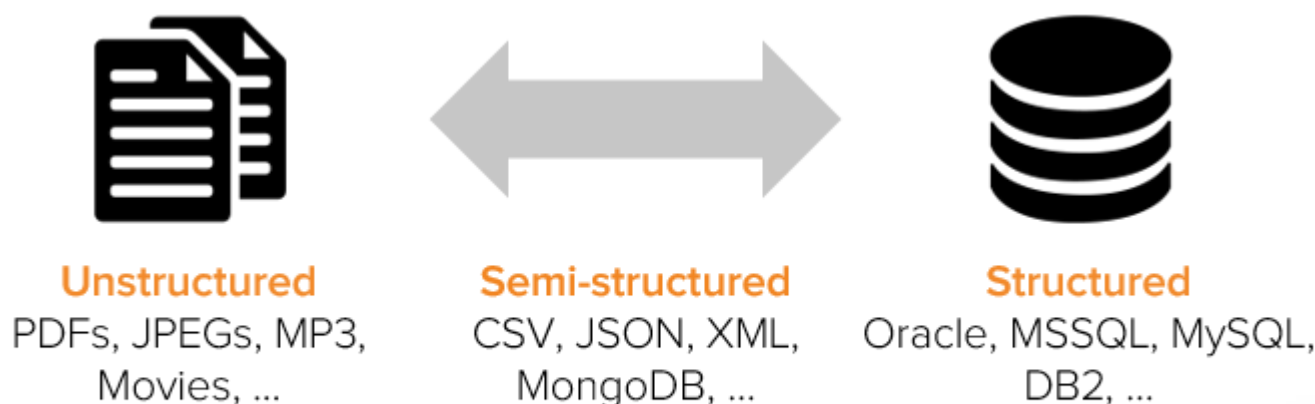 Unstructured
PDFs, JPEGs, MP3,
Movies, ...
Semi-structured
CSV, JSON, XML,
MongoDB, ...
Structured
Oracle, MSSQL, MySQL,
DB2, ...